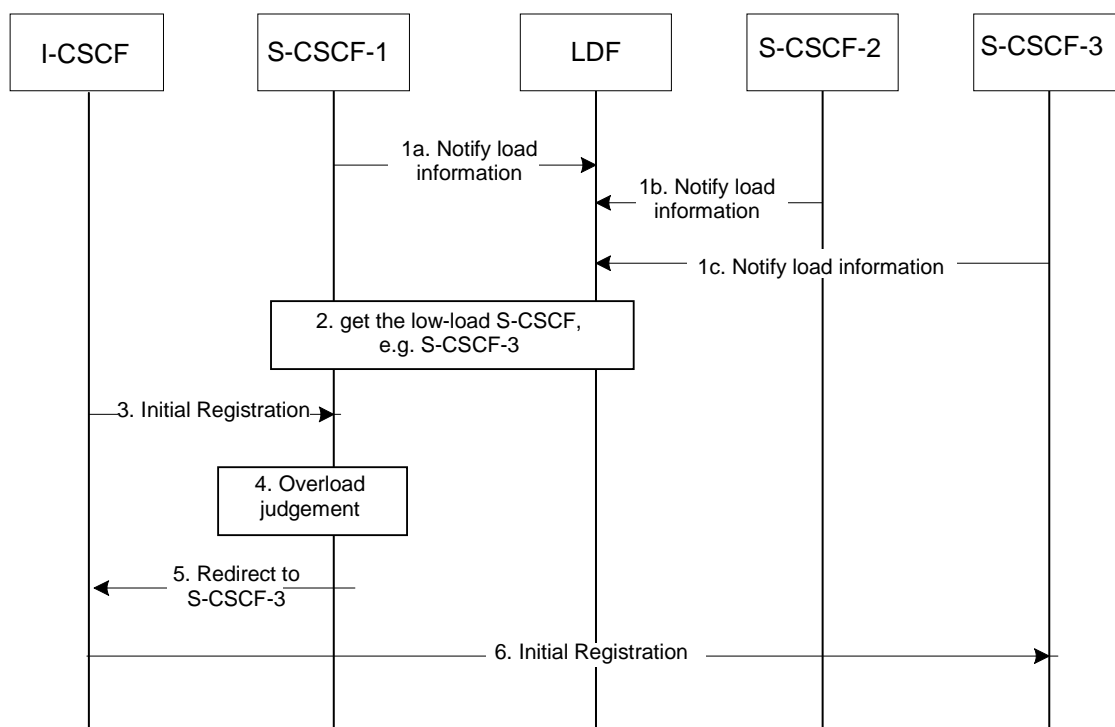 I-CSCF
S-CSCF-1
LDF
S-CSCF-2
S-CSCF-3
1a. Notify load
information
1b. Notify load
information
1c. Notify load information
2. get the low-load S-CSCF,
e.g. S-CSCF-3
3. Initial Registration
4. Overload
judgement
5. Redirect to
S-CSCF-3
6. Initial Registration